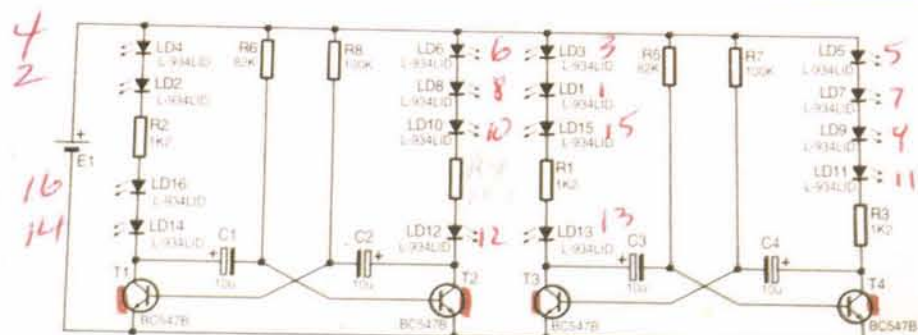 4
2
16
14
E1
LD4
L-934LID
LD2
L-934LID
R2
1K2
LD16
L-934LID
LD14
L-934LID
C1
10u
T1
BC547B
R6
82K
R8
100K
C2
10u
LD6
L-934LID
6
LD8
L-934LID
8
LD10
L-934LID
10
LD12
L-934LID
12
T2
BC547B
LD3
L-934LID
3
LD1
L-934LID
1
LD15
L-934LID
15
R1
1K2
LD13
L-934LID
13
C3
10u
T3
BC547B
R5
82K
R7
100K
C4
10u
LD5
L-934LID
5
LD7
L-934LID
7
LD9
L-934LID
9
LD11
L-934LID
11
R3
1K2
T4
BC547B